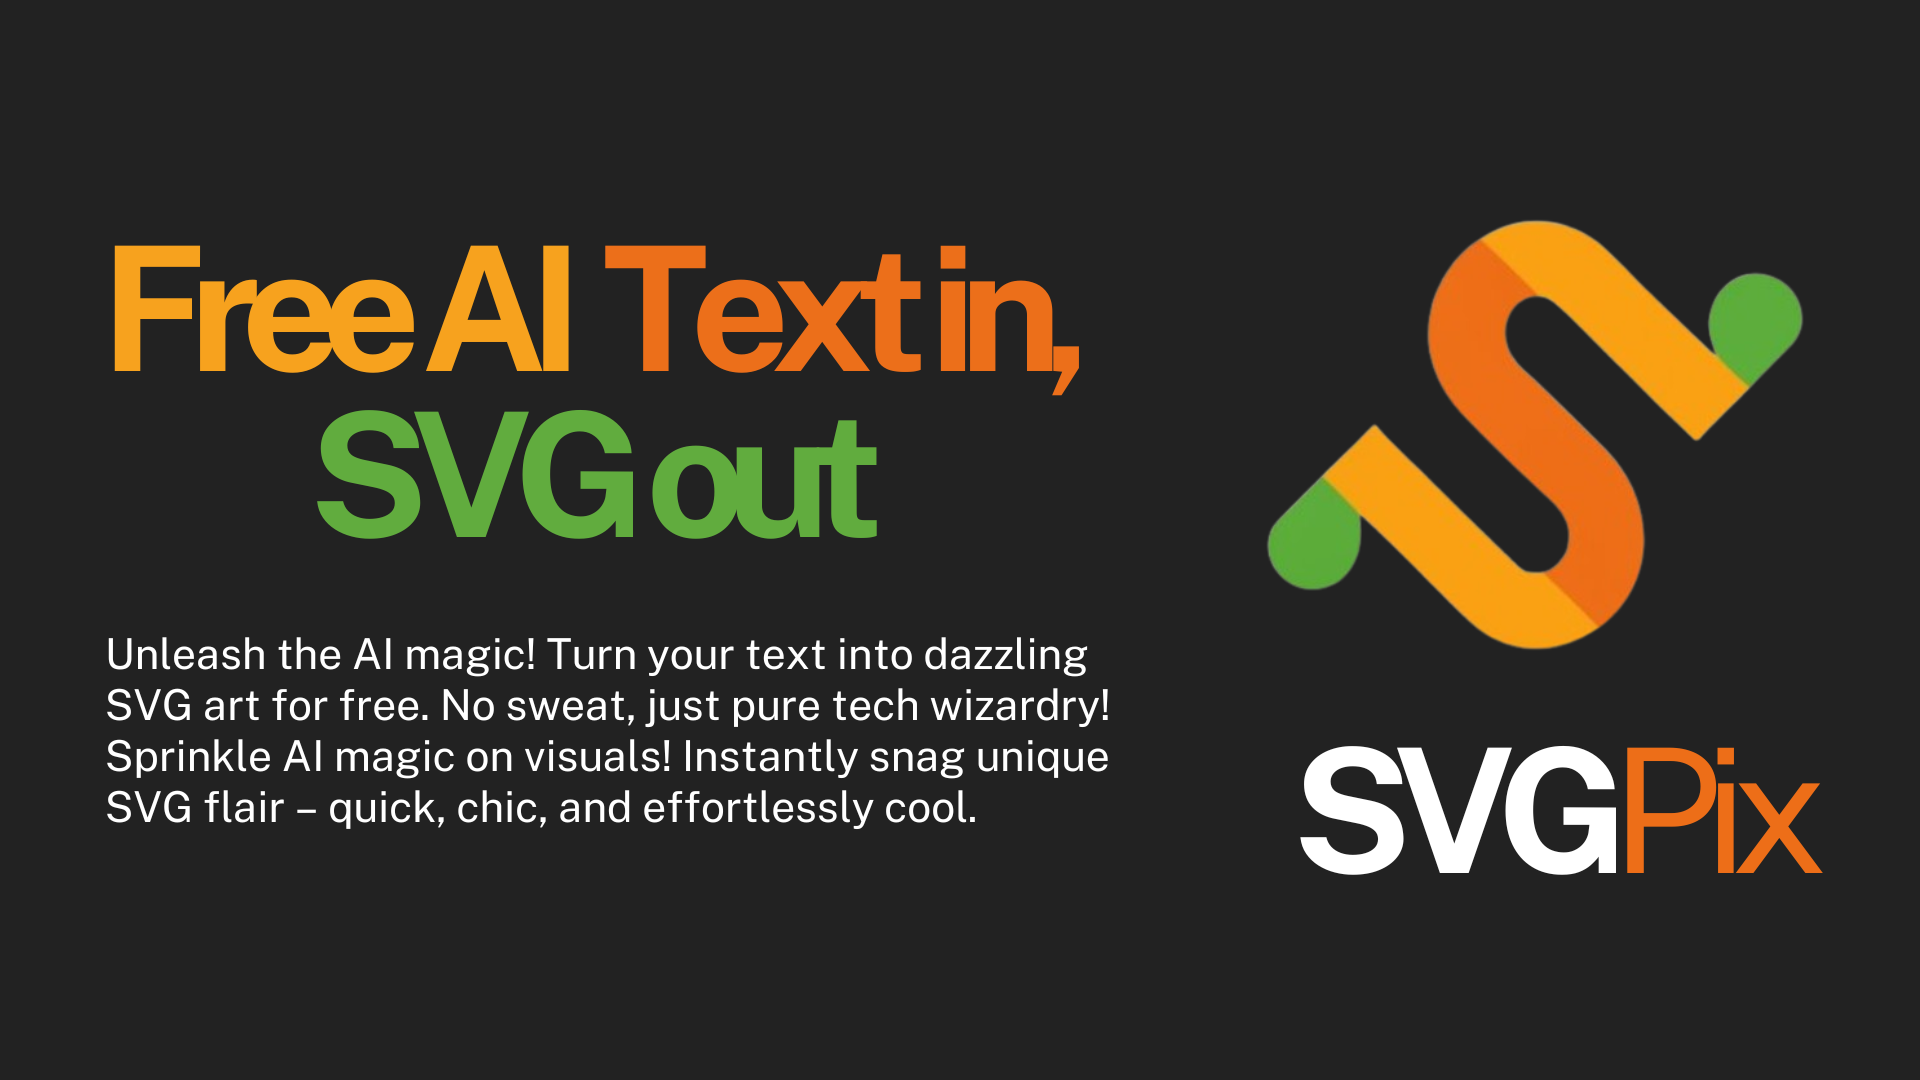 Free AI Text in,
SVG out
Unleash the AI magic! Turn your text into dazzling
SVG art for free. No sweat, just pure tech wizardry!
Sprinkle AI magic on visuals! Instantly snag unique
SVG flair – quick, chic, and effortlessly cool.
SVGPix